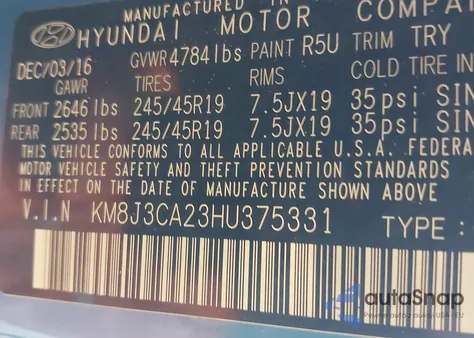 MANUFACTURED IN
HYUNDAI MOTOR COMPA
DEC/03/16 GVWR 4784 lbs PAINT R5U TRIM TRY
GAWR TIRES RIMS COLD TIRE IN
FRONT 2646 lbs 245/45R19 7.5JX19 35psi SIN
REAR 2535 lbs 245/45R19 7.5JX19 35psi SIN
THIS VEHICLE CONFORMS TO ALL APPLICABLE U.S.A. FEDERA
MOTOR VEHICLE SAFETY AND THEFT PREVENTION STANDARDS
IN EFFECT ON THE DATE OF MANUFACTURE SHOWN ABOVE
V.I.N KM8J3CA23HU375331 TYPE :
autoSnap